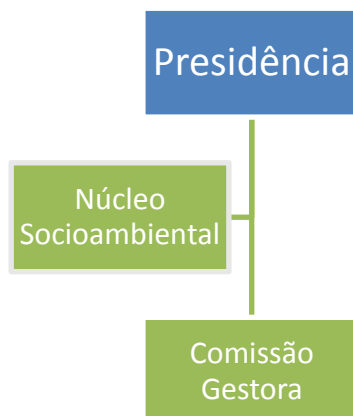 Presidência
Núcleo
Socioambiental
Comissão
Gestora